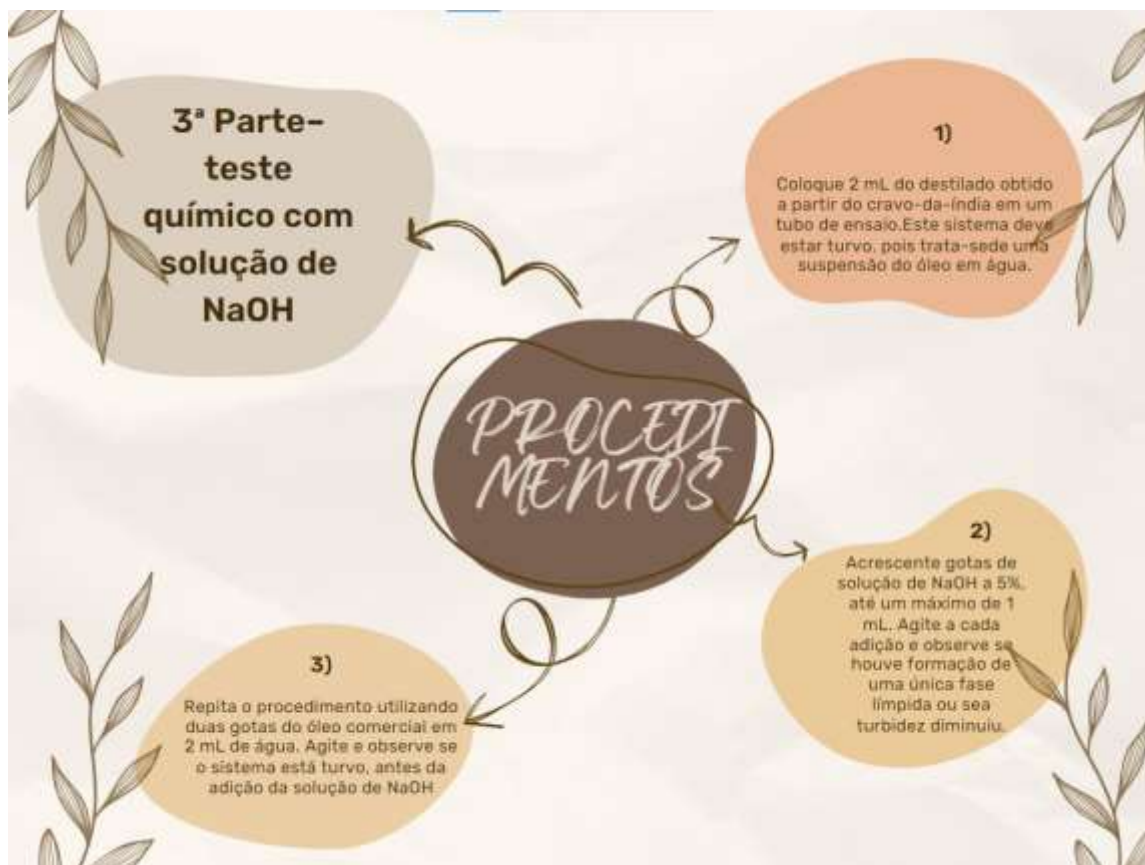 3ª Parte–
teste
químico com
solução de
NaOH
1)
Coloque 2 mL do destilado obtido
a partir do cravo-da-índia em um
tubo de ensaio.Este sistema deve
estar turvo, pois trata-sede uma
suspensão do óleo em água.
PROCEDI
MENTOS
2)
Acrescente gotas de
solução de NaOH a 5%,
até um máximo de 1
mL. Agite a cada
adição e observe se
houve formação de
uma única fase
límpida ou sea
turbidez diminuiu.
3)
Repita o procedimento utilizando
duas gotas do óleo comercial em
2 mL de água. Agite e observe se
o sistema está turvo, antes da
adição da solução de NaOH